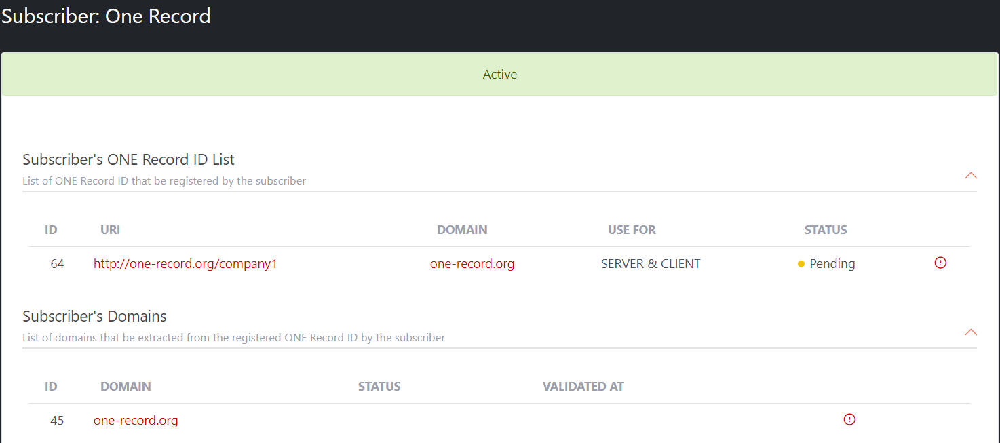 Subscriber: One Record
Active
Subscriber's ONE Record ID List
List of ONE Record ID that be registered by the subscriber
ID URI DOMAIN USE FOR STATUS
64 http://one-record.org/company1 one-record.org SERVER & CLIENT Pending
Subscriber's Domains
List of domains that be extracted from the registered ONE Record ID by the subscriber
ID DOMAIN STATUS VALIDATED AT
45 one-record.org